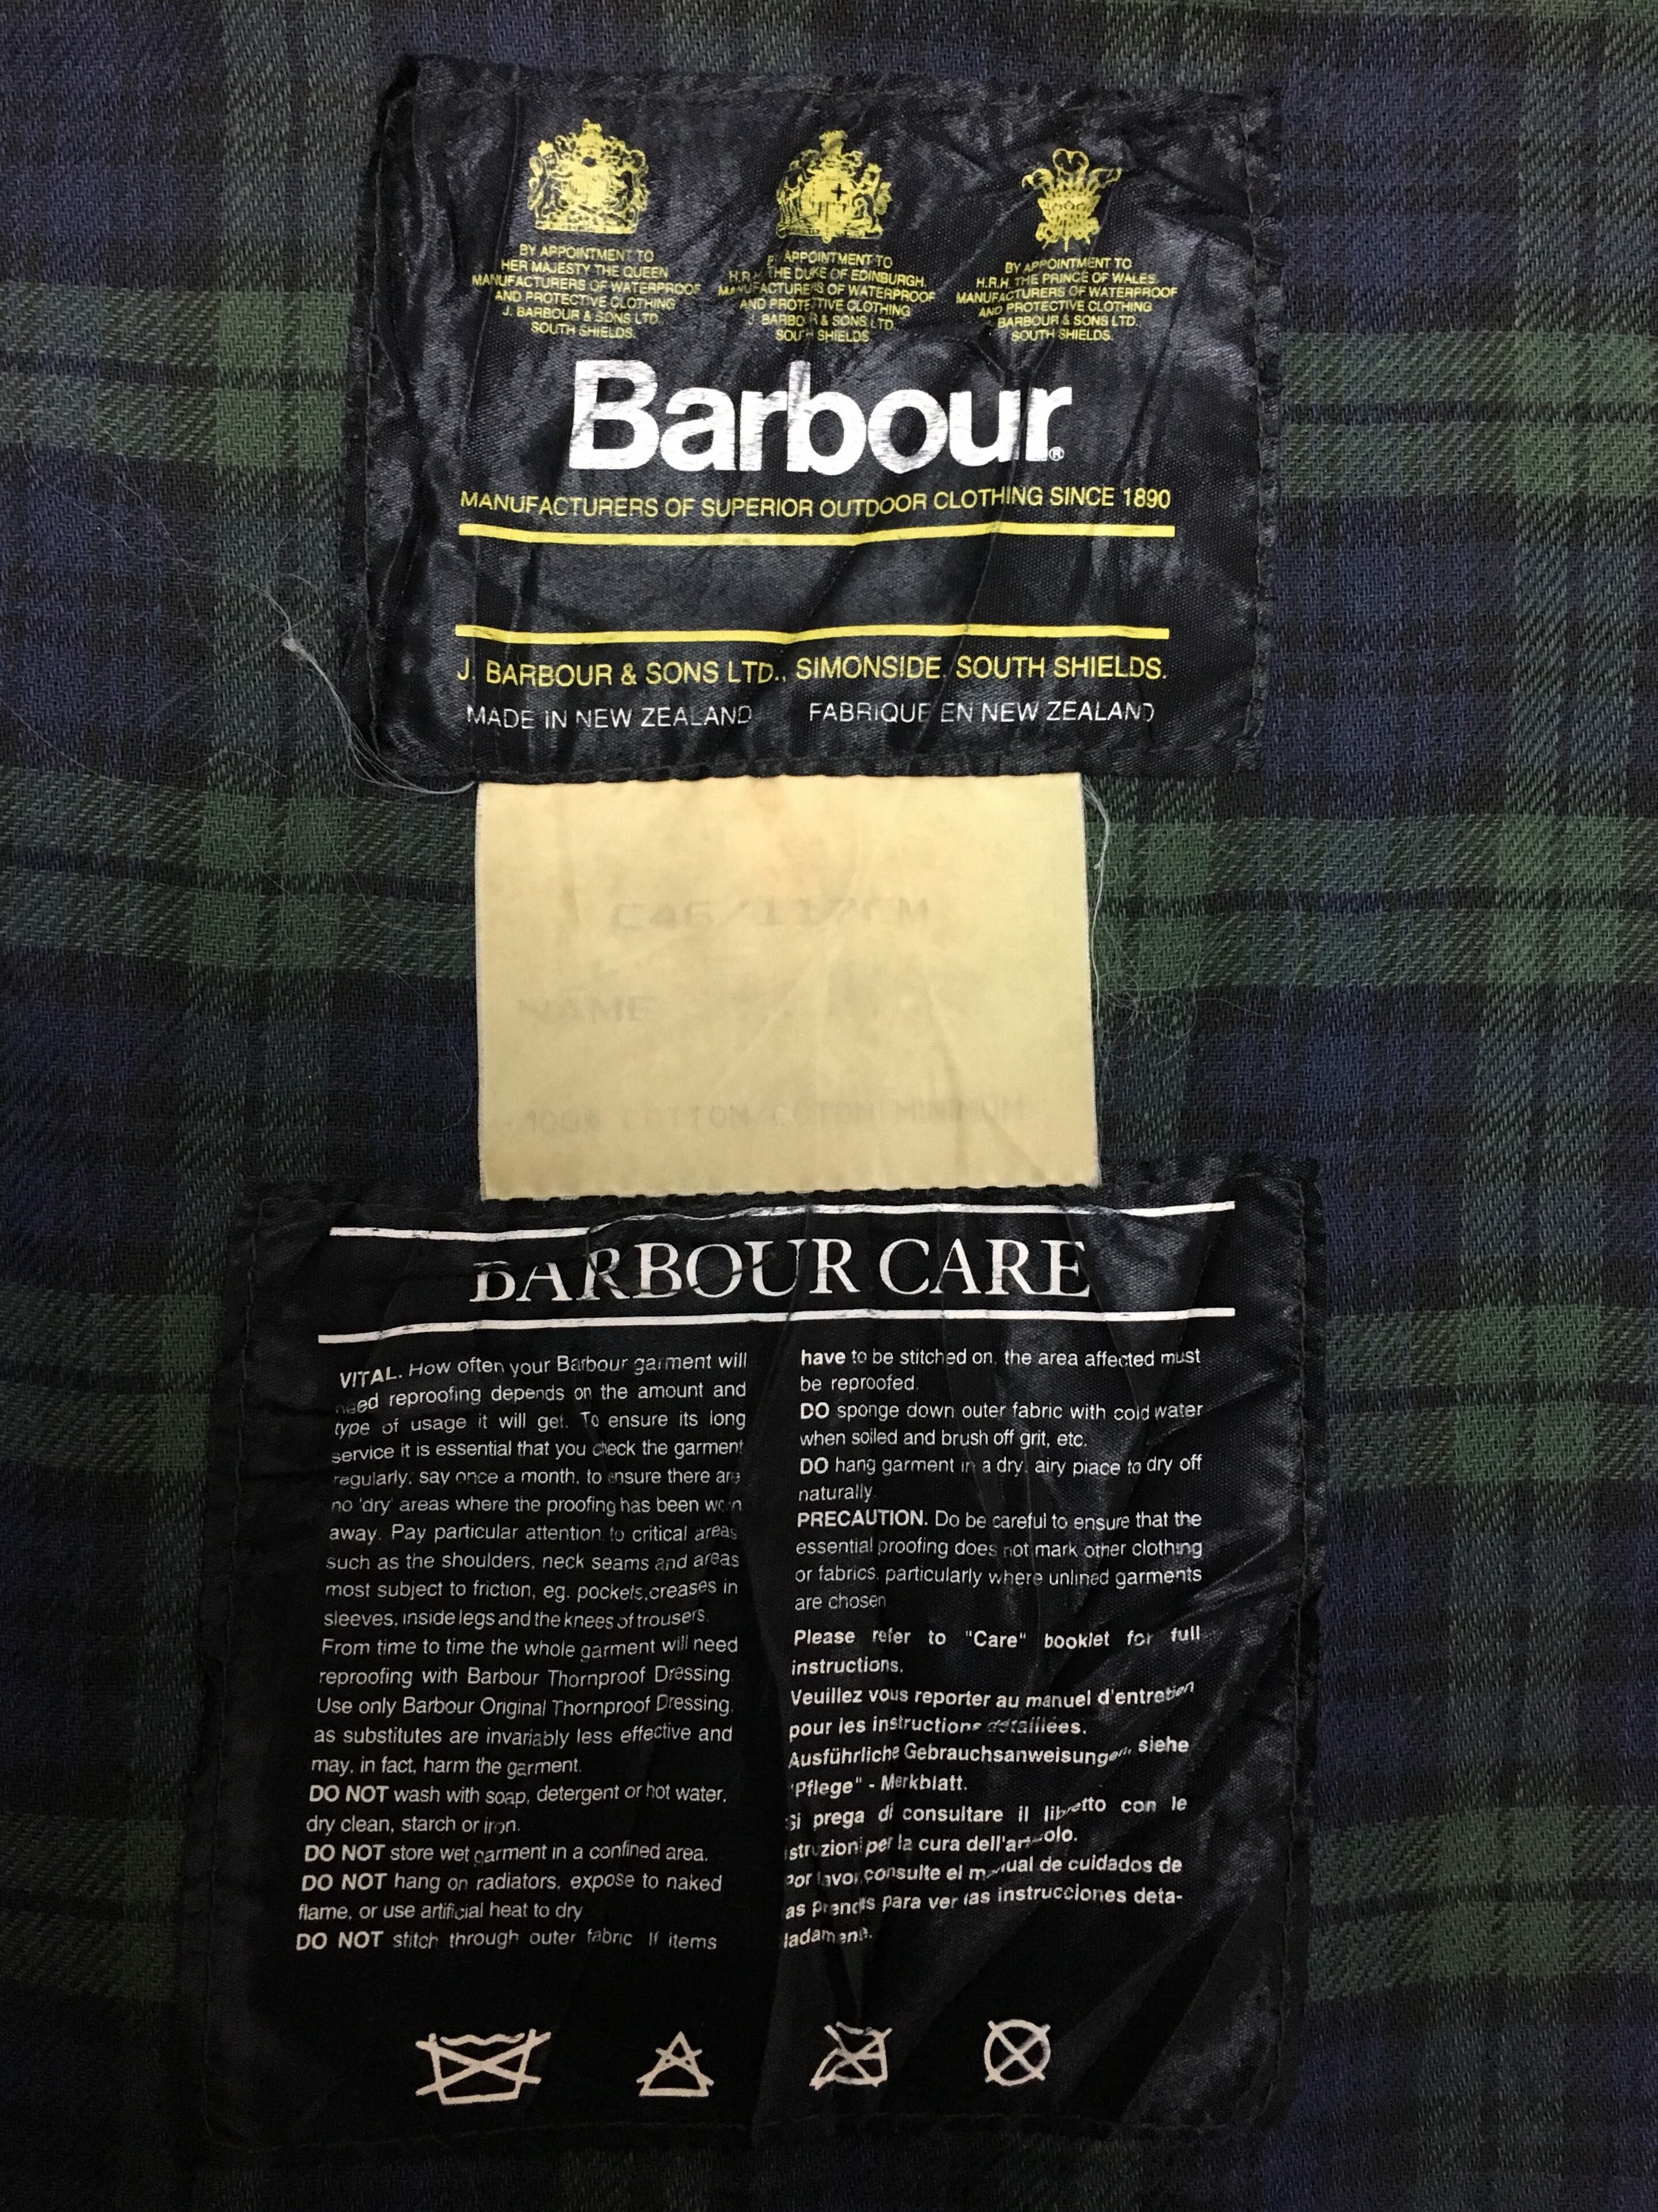 BY APPOINTMENT TO
HER MAJESTY THE QUEEN
MANUFACTURERS OF WATERPROOF
AND PROTECTIVE CLOTHING
J. BARBOUR & SONS LTD.
SOUTH SHIELDS.
BY APPOINTMENT TO
H.R.H. THE DUKE OF EDINBURGH,
MANUFACTURERS OF WATERPROOF
AND PROTECTIVE CLOTHING
J. BARBOUR & SONS LTD.
SOUTH SHIELDS.
BY APPOINTMENT TO
H.R.H. THE PRINCE OF WALES
MANUFACTURERS OF WATERPROOF
AND PROTECTIVE CLOTHING
J. BARBOUR & SONS LTD.
SOUTH SHIELDS.
Barbour®
MANUFACTURERS OF SUPERIOR OUTDOOR CLOTHING SINCE 1890
J. BARBOUR & SONS LTD., SIMONSIDE, SOUTH SHIELDS.
MADE IN NEW ZEALAND FABRIQUE EN NEW ZEALAND
C46/117CM
NAME
100% COTTON/COTON MINIMUM
BARBOUR CARE
VITAL. How often your Barbour garment will
need reproofing depends on the amount and
type of usage it will get. To ensure its long
service it is essential that you check the garment
regularly, say once a month, to ensure there are
no 'dry' areas where the proofing has been worn
away. Pay particular attention to critical areas
such as the shoulders, neck seams and areas
most subject to friction, eg. pockets,creases in
sleeves, inside legs and the knees of trousers.
From time to time the whole garment will need
reproofing with Barbour Thornproof Dressing.
Use only Barbour Original Thornproof Dressing,
as substitutes are invariably less effective and
may, in fact, harm the garment.
DO NOT wash with soap, detergent or hot water,
dry clean, starch or iron.
DO NOT store wet garment in a confined area.
DO NOT hang on radiators, expose to naked
flame, or use artificial heat to dry
DO NOT stitch through outer fabric If items
have to be stitched on, the area affected must
be reproofed.
DO sponge down outer fabric with cold water
when soiled and brush off grit, etc.
DO hang garment in a dry, airy place to dry off
naturally.
PRECAUTION. Do be careful to ensure that the
essential proofing does not mark other clothing
or fabrics, particularly where unlined garments
are chosen
Please refer to "Care" booklet for full
instructions.
Veuillez vous reporter au manuel d'entretien
pour les instructions détaillées.
Ausführliche Gebrauchsanweisungen, siehe
"Pflege" - Merkblatt.
Si prega di consultare il libretto con le
istruzioni per la cura dell'articolo.
Por favor, consulte el manual de cuidados de
as prendas para ver las instrucciones deta-
ladamente.